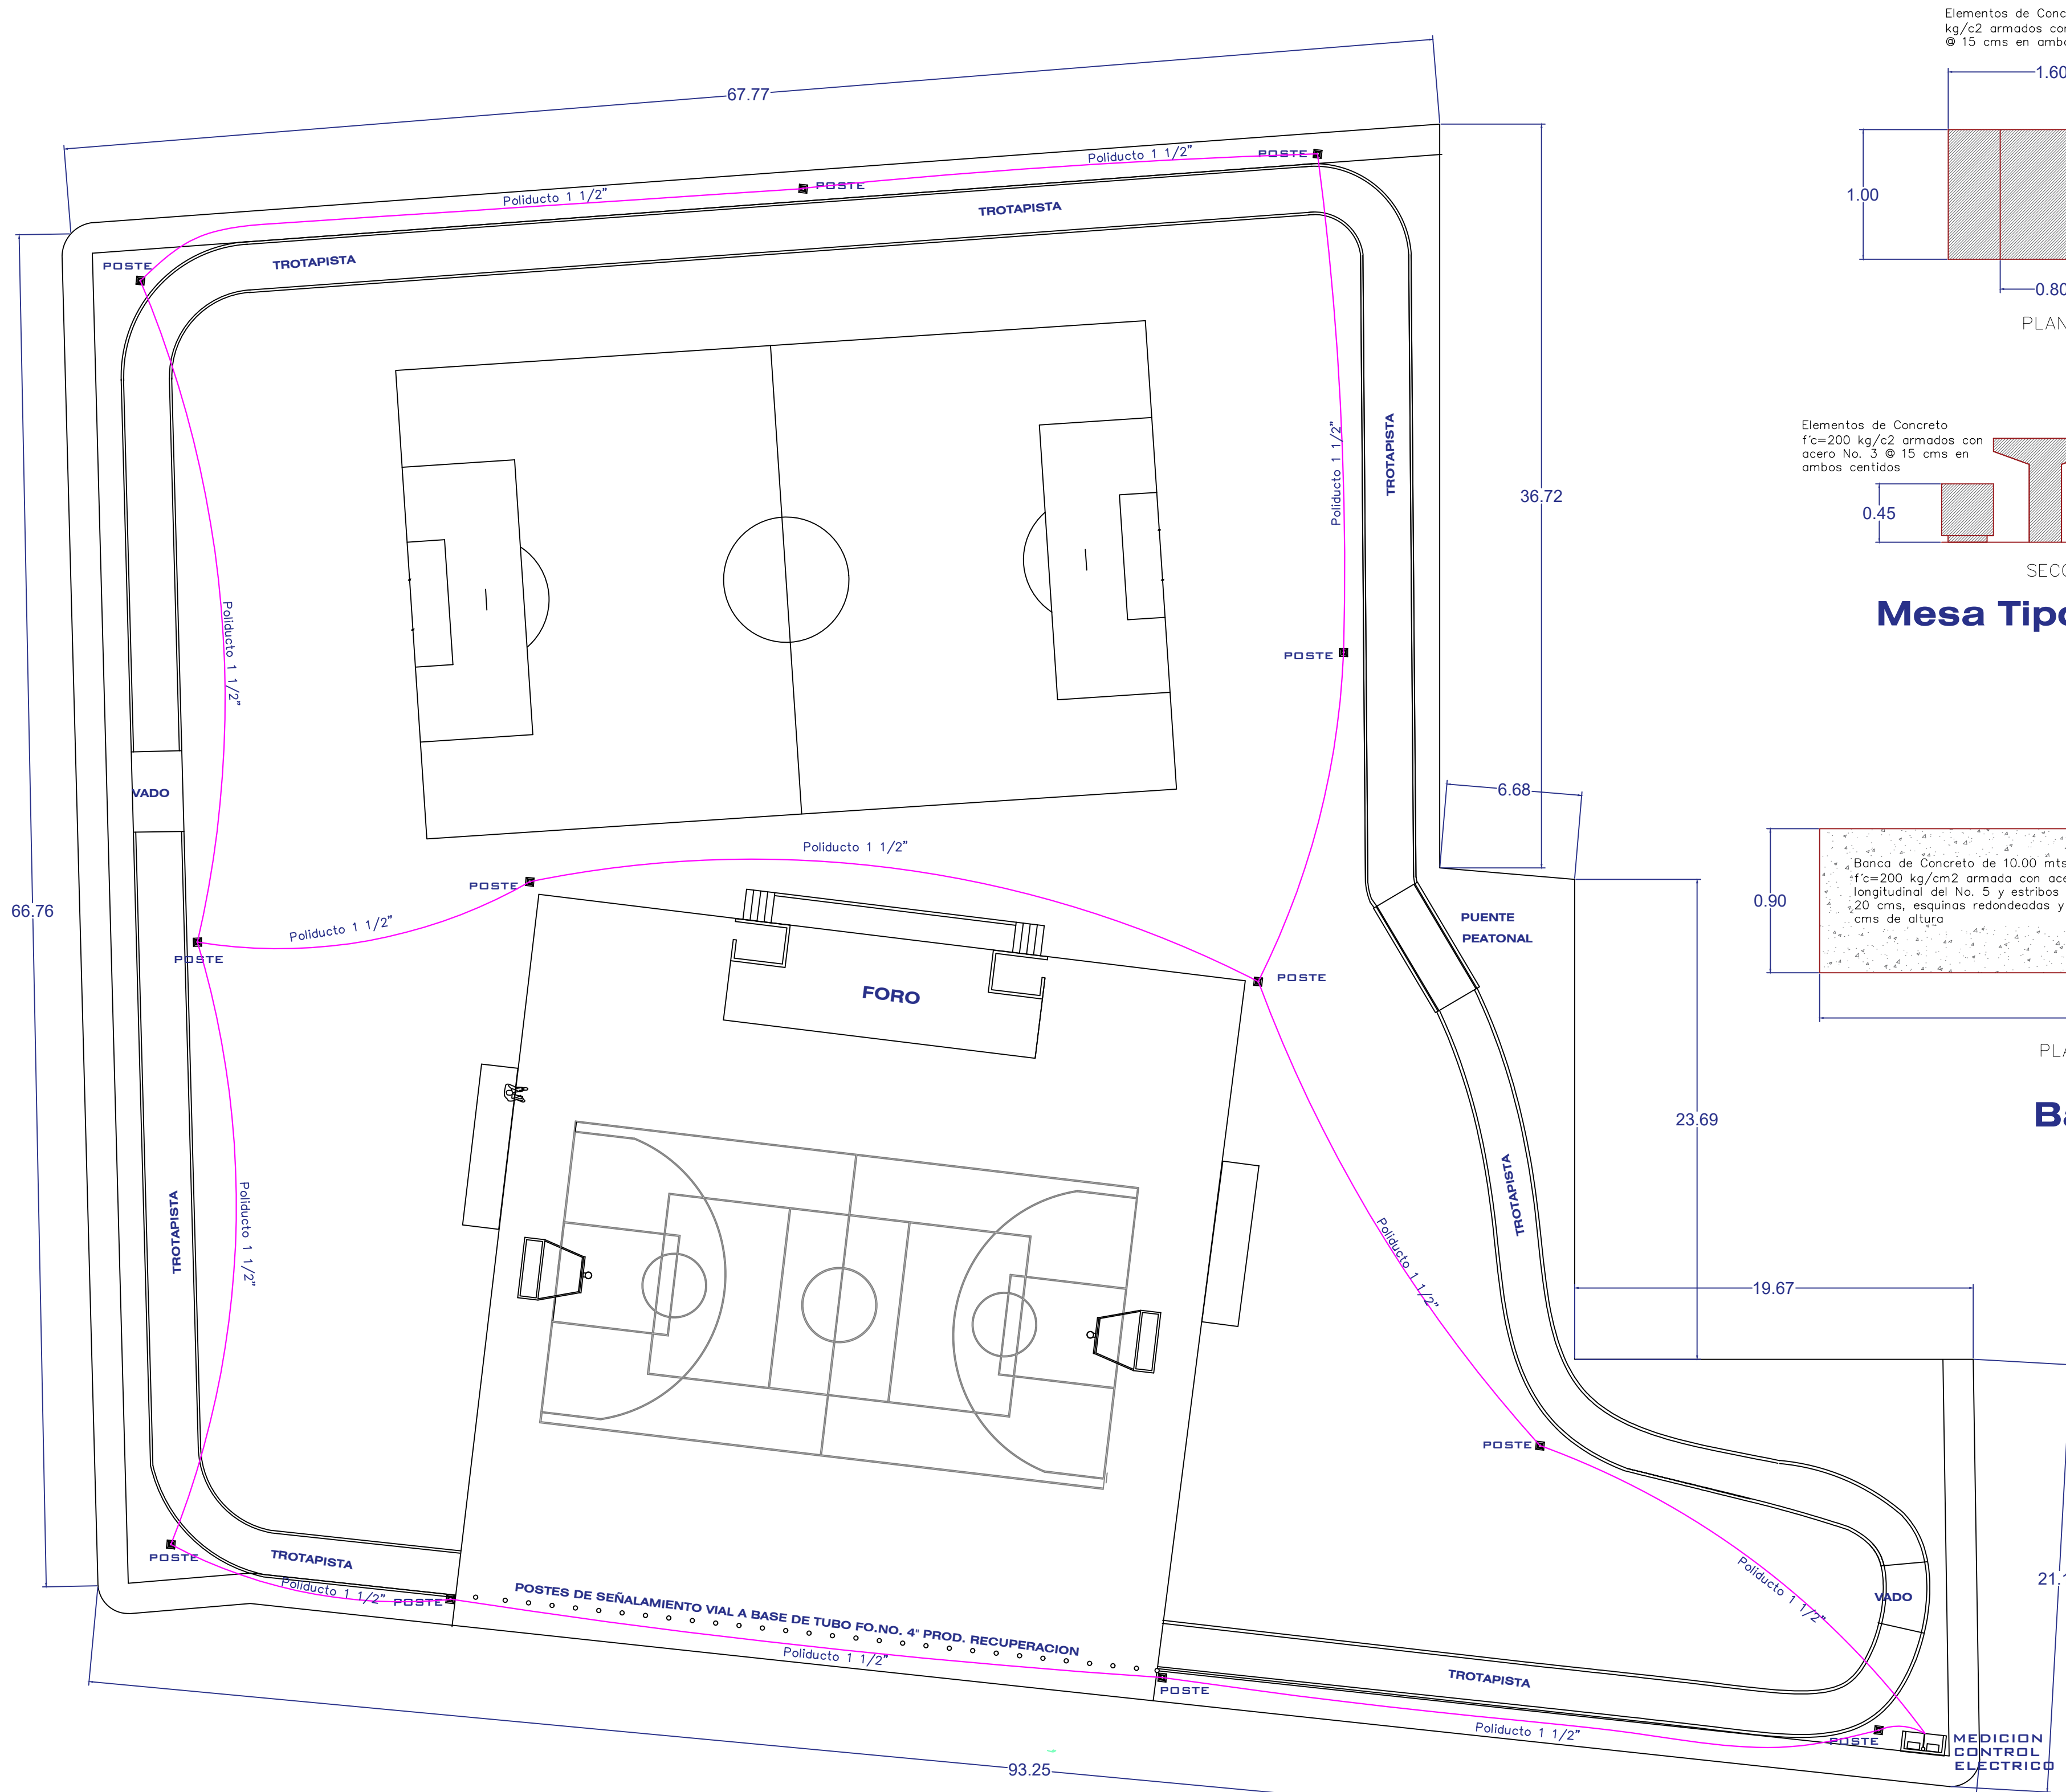 Elementos de Conc
kg/c2 armados con
@ 15 cms en ambo
1.60
67.77
Poliducto 1 1/2"
POSTE
Poliducto 1 1/2"
POSTE
TROTAPISTA
1.00
POSTE
TROTAPISTA
0.80
PLAN
Poliducto 1 1/2"
TROTAPISTA
36.72
Elementos de Concreto
f'c=200 kg/c2 armados con
acero No. 3 @ 15 cms en
ambos centidos
0.45
SECC
Mesa Tipo
Poliducto 1 1/2"
POSTE
VADO
6.68
Poliducto 1 1/2"
POSTE
66.76
Poliducto 1 1/2"
POSTE
FORO
POSTE
PUENTE
PEATONAL
0.90
Banca de Concreto de 10.00 mts
f'c=200 kg/cm2 armada con ace
longitudinal del No. 5 y estribos
20 cms, esquinas redondeadas y
cms de altura
PLA
Ba
23.69
TROTAPISTA
Poliducto 1 1/2"
TROTAPISTA
Poliducto 1 1/2"
19.67
POSTE
POSTE
TROTAPISTA
Poliducto 1 1/2"
POSTE
POSTES DE SEÑALAMIENTO VIAL A BASE DE TUBO FO.NO. 4" PROD. RECUPERACION
Poliducto 1 1/2"
Poliducto 1 1/2"
VADO
21.1
TROTAPISTA
POSTE
Poliducto 1 1/2"
POSTE
MEDICION
CONTROL
ELECTRICO
93.25